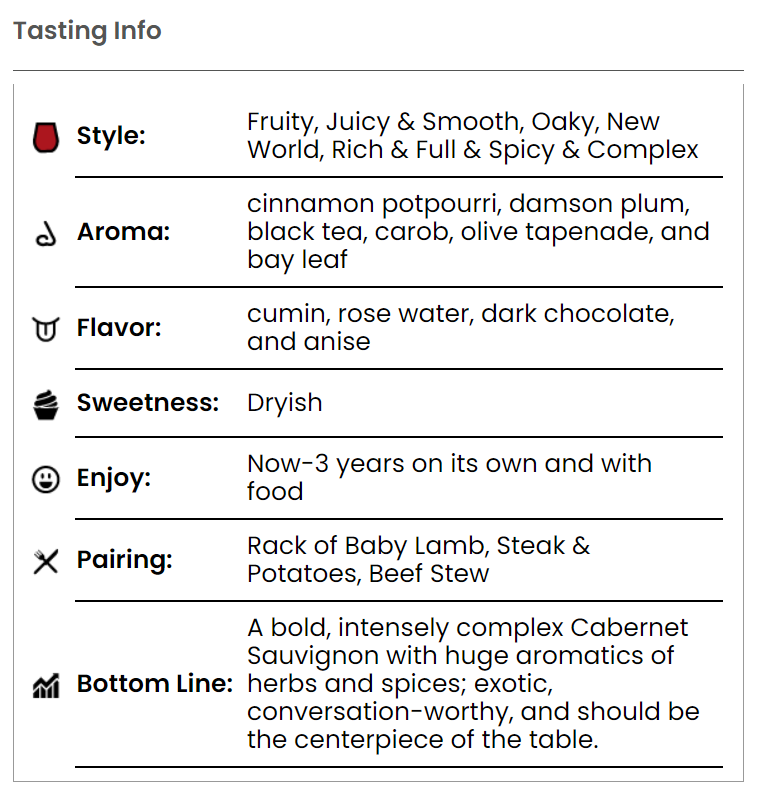 Tasting Info
Style:
Fruity, Juicy & Smooth, Oaky, New
World, Rich & Full & Spicy & Complex
Aroma:
cinnamon potpourri, damson plum,
black tea, carob, olive tapenade, and
bay leaf
Flavor:
cumin, rose water, dark chocolate,
and anise
Sweetness:
Dryish
Enjoy:
Now-3 years on its own and with
food
Pairing:
Rack of Baby Lamb, Steak &
Potatoes, Beef Stew
Bottom Line:
A bold, intensely complex Cabernet
Sauvignon with huge aromatics of
herbs and spices; exotic,
conversation-worthy, and should be
the centerpiece of the table.